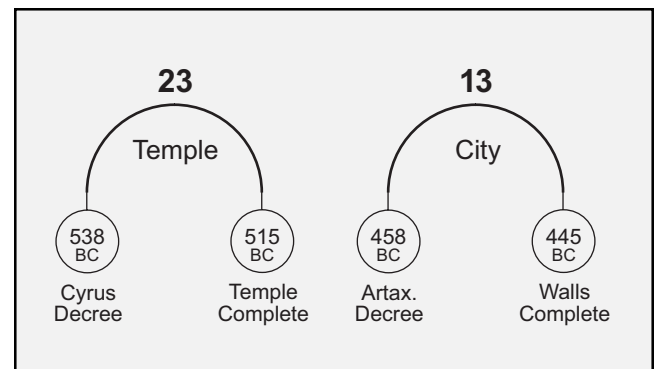 23
13
Temple
City
538
BC
515
BC
458
BC
445
BC
Cyrus
Decree
Temple
Complete
Artax.
Decree
Walls
Complete